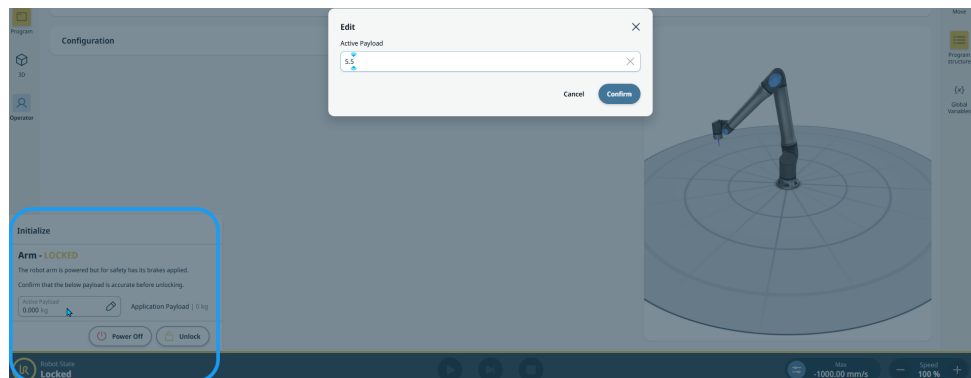 Program
3D
Operator
Configuration
Edit
Active Payload
5.5
Cancel
Confirm
Move
Program
structure
{x}
Global
Variables
Initialize
Arm - LOCKED
The robot arm is powered but for safety has its brakes applied.
Confirm that the below payload is accurate before unlocking.
Active Payload
0.000 kg
Application Payload | 0 kg
Power Off
Unlock
UR
Robot State
Locked
Max
-1000.00 mm/s
Speed
100 %